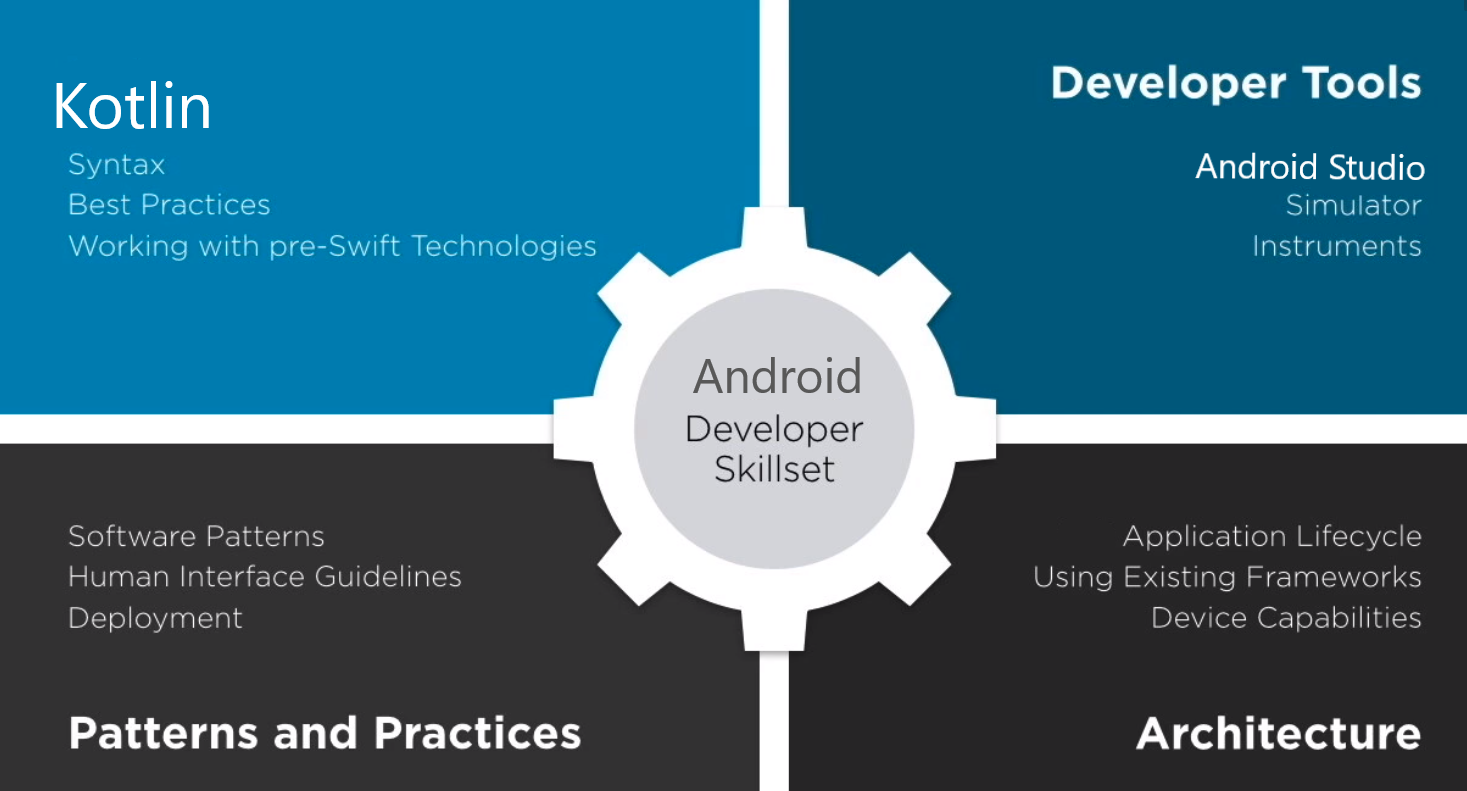 Kotlin
Syntax
Best Practices
Working with pre-Swift Technologies
Developer Tools
Android Studio
Simulator
Instruments
Android
Developer
Skillset
Software Patterns
Human Interface Guidelines
Deployment
Patterns and Practices
Application Lifecycle
Using Existing Frameworks
Device Capabilities
Architecture